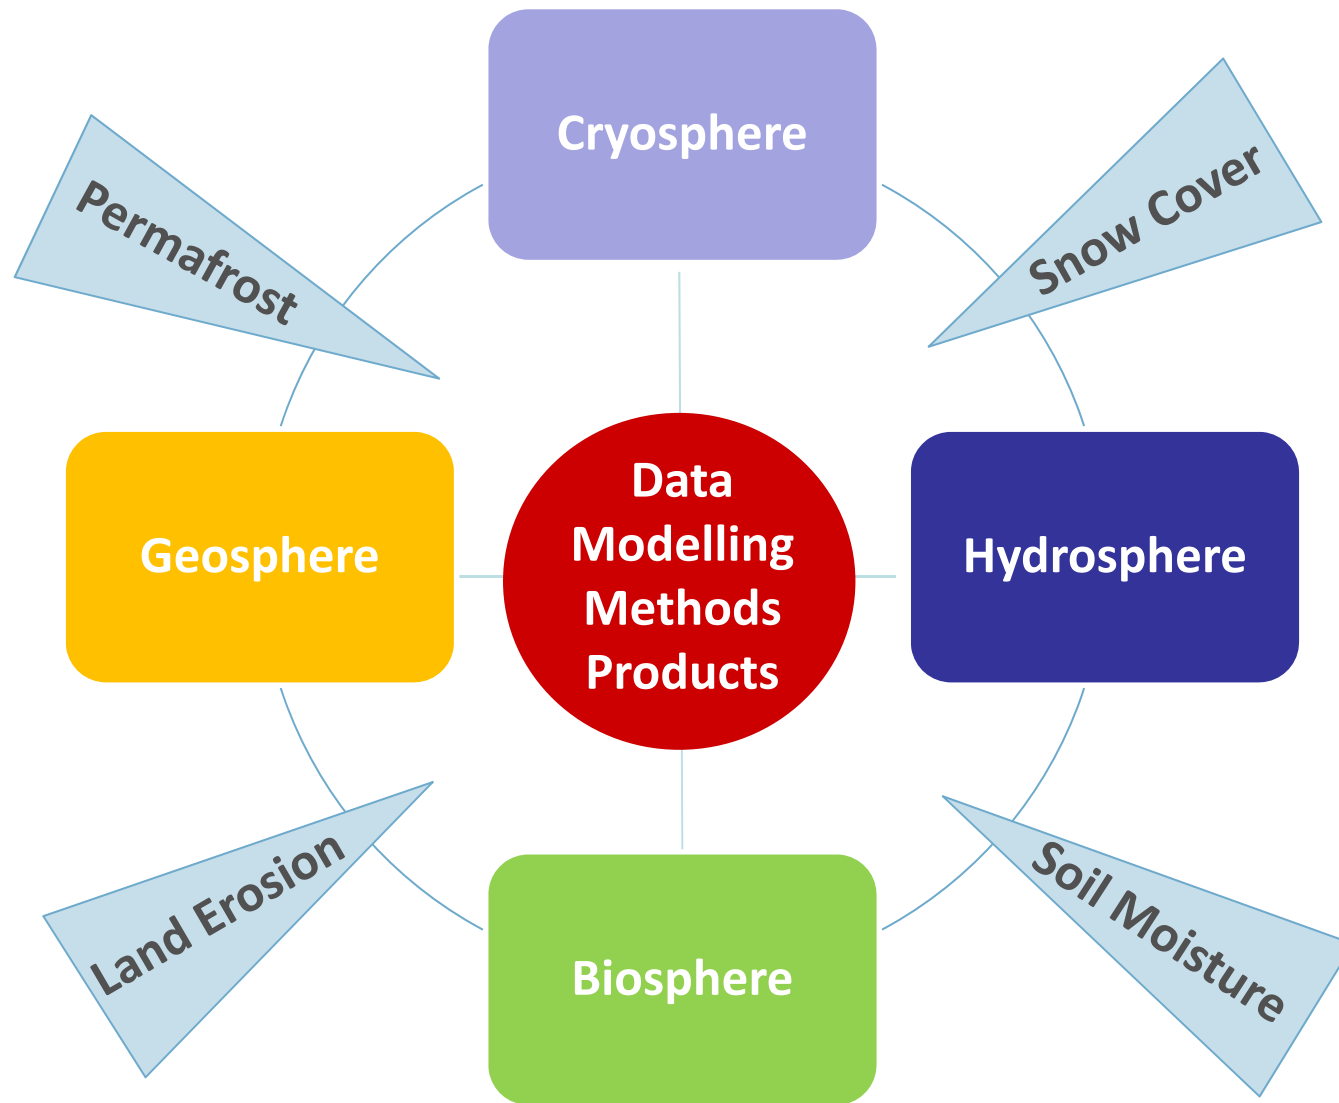 Cryosphere
Permafrost
Snow Cover
Geosphere
Data
Modelling
Methods
Products
Hydrosphere
Land Erosion
Soil Moisture
Biosphere